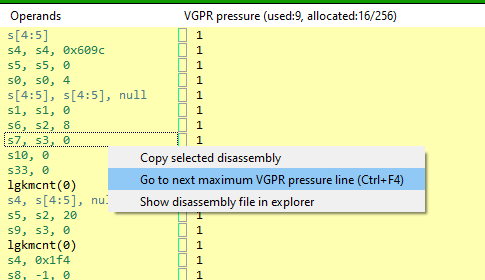 Operands VGPR pressure (used:9, allocated:16/256)
s[4:5] 1
s4, s4, 0x609c 1
s5, s5, 0 1
s0, s0, 4 1
s[4:5], s[4:5], null 1
s1, s1, 0 1
s6, s2, 8 1
s7, s3, 0 1
s10, 0
Copy selected disassembly
s33, 0
Go to next maximum VGPR pressure line (Ctrl+F4)
lgkmcnt(0)
s4, s[4:5], nu
Show disassembly file in explorer
s5, s2, 20 1
s9, s3, 0 1
lgkmcnt(0) 1
s4, 0x1f4 1
s8, -1, 0 1